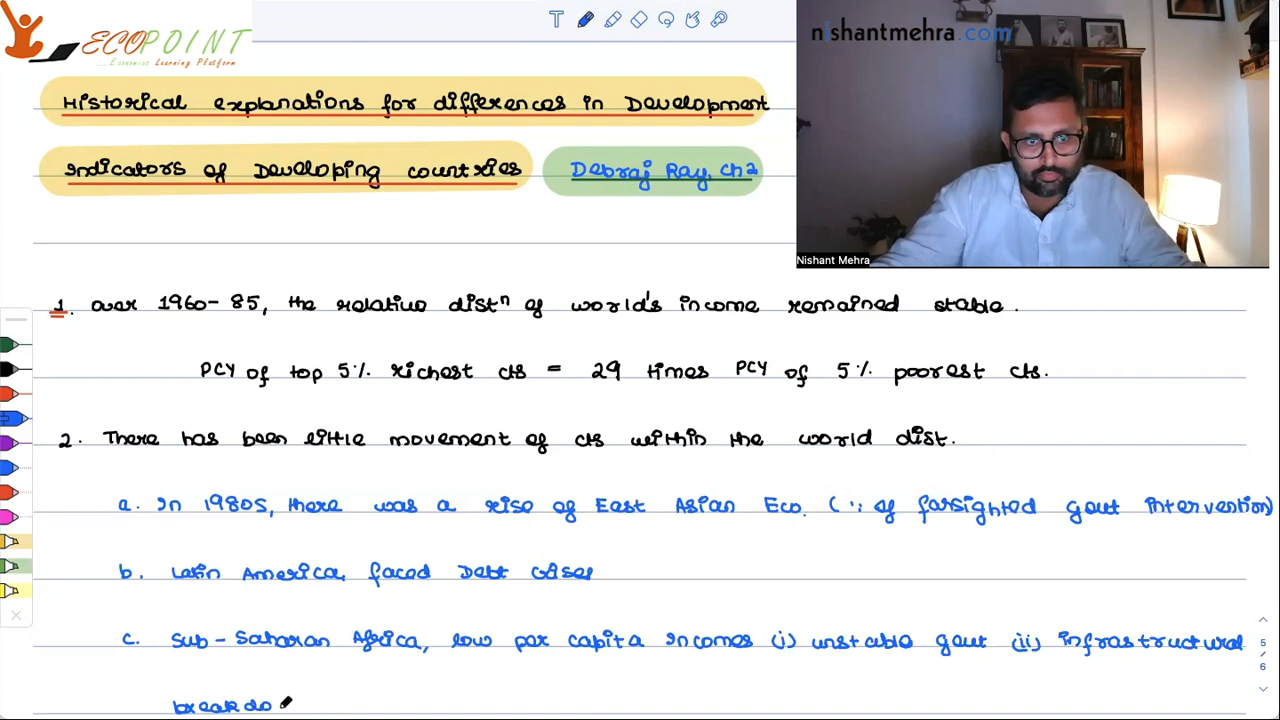 ECOPOINT
Economics Learning Platform
nishantmehra.com
Historical explanations for differences in Development
Indicators of Developing countries
Debraj Ray, Ch 2
Nishant Mehra
1. Over 1960-85, the relative distⁿ of world's income remained stable.
PCY of top 5% richest cts = 29 times PCY of 5% poorest cts.
2. There has been little movement of cts within the world dist.
a. In 1980s, there was a rise of East Asian Eco. (∵ of farsighted govt intervention)
b. Latin America, faced Debt crises
c. Sub-Saharan Africa, low per capita incomes (i) unstable govt (ii) infrastructural
breakdo
5
/
6